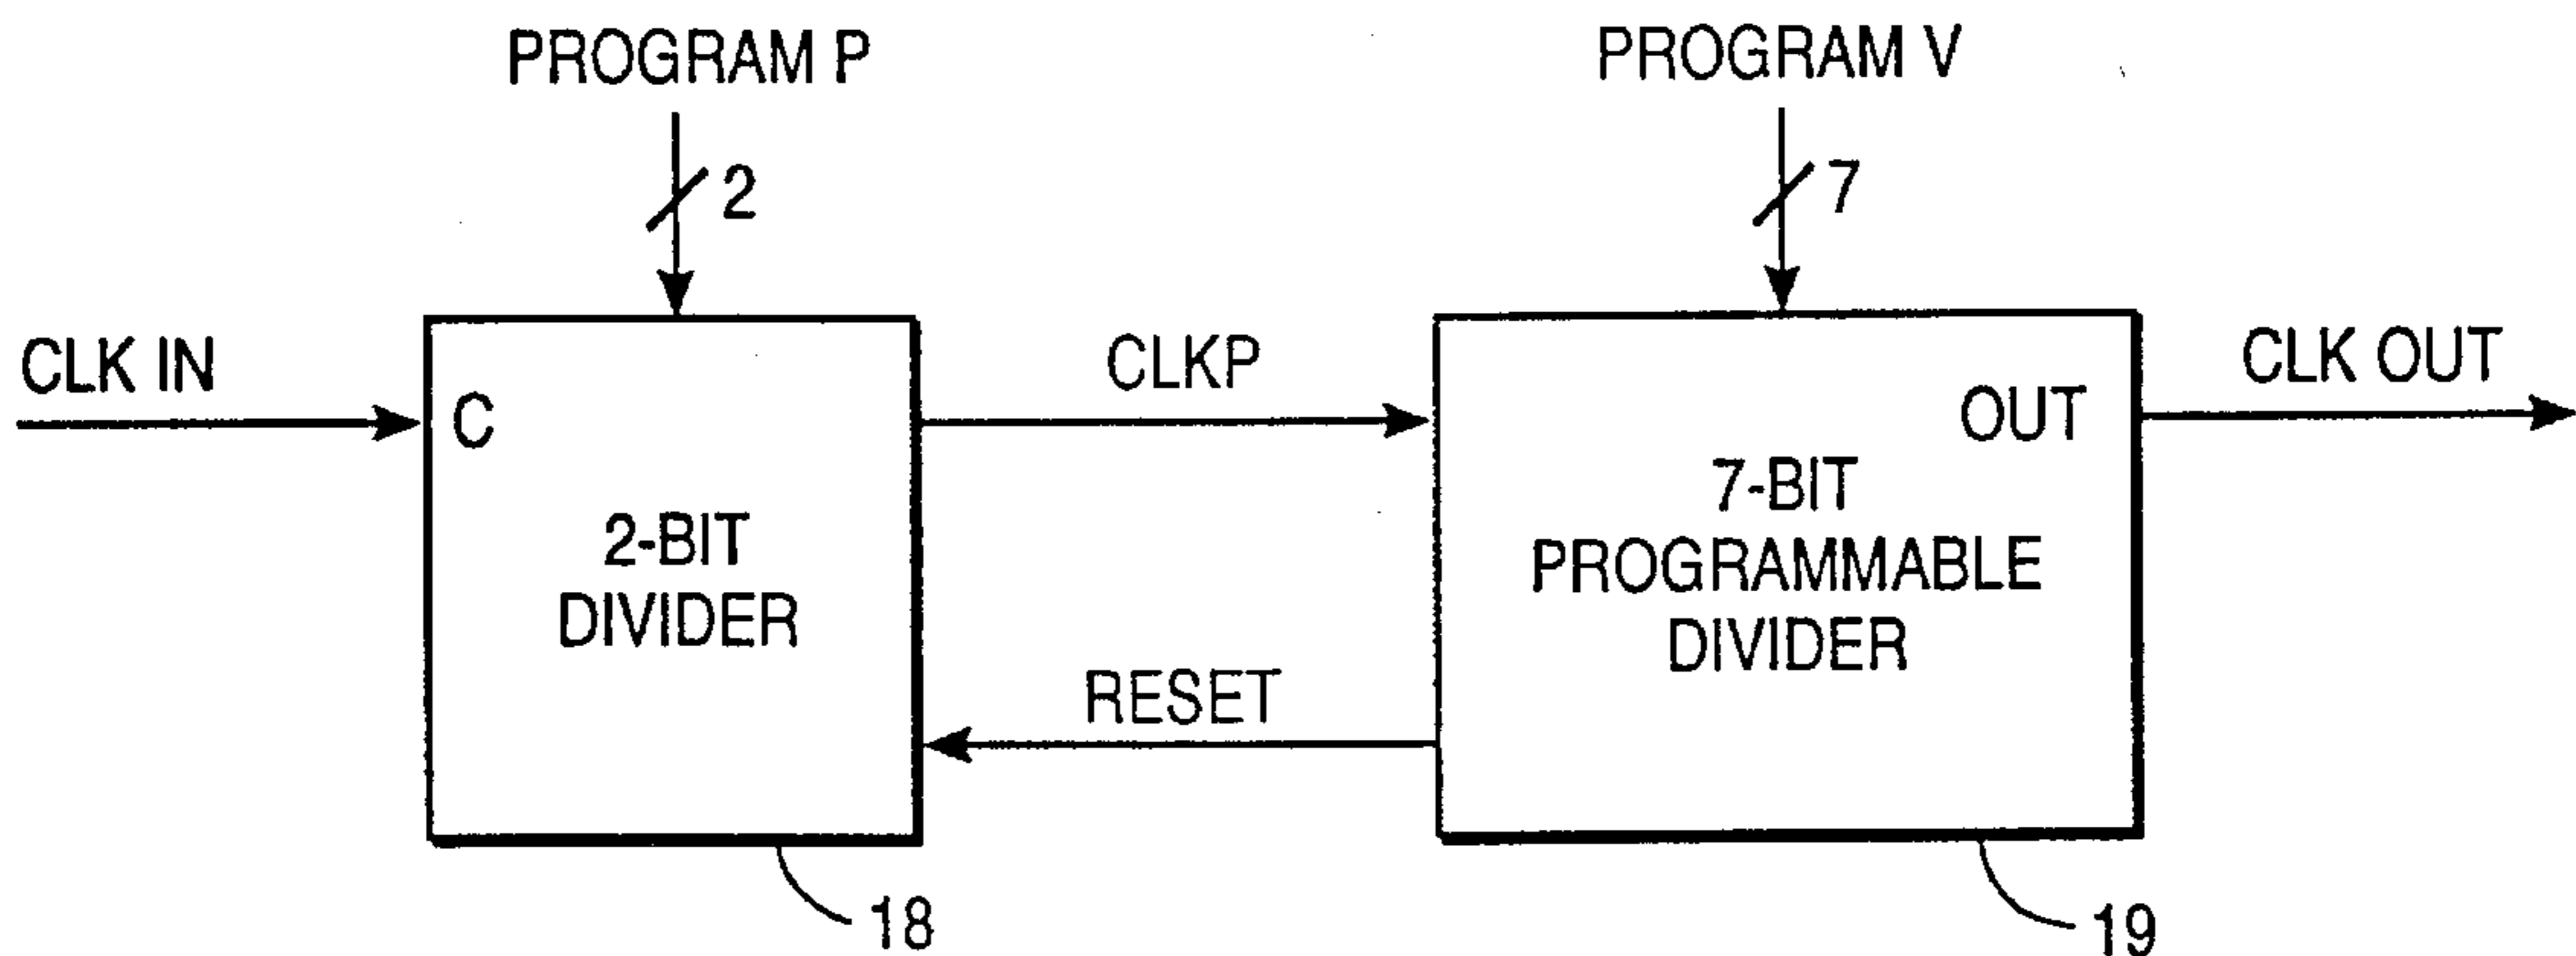 PROGRAM P
PROGRAM V
2
7
CLK IN
CLKP
CLK OUT
C
OUT
2-BIT
DIVIDER
7-BIT
PROGRAMMABLE
DIVIDER
RESET
18
19